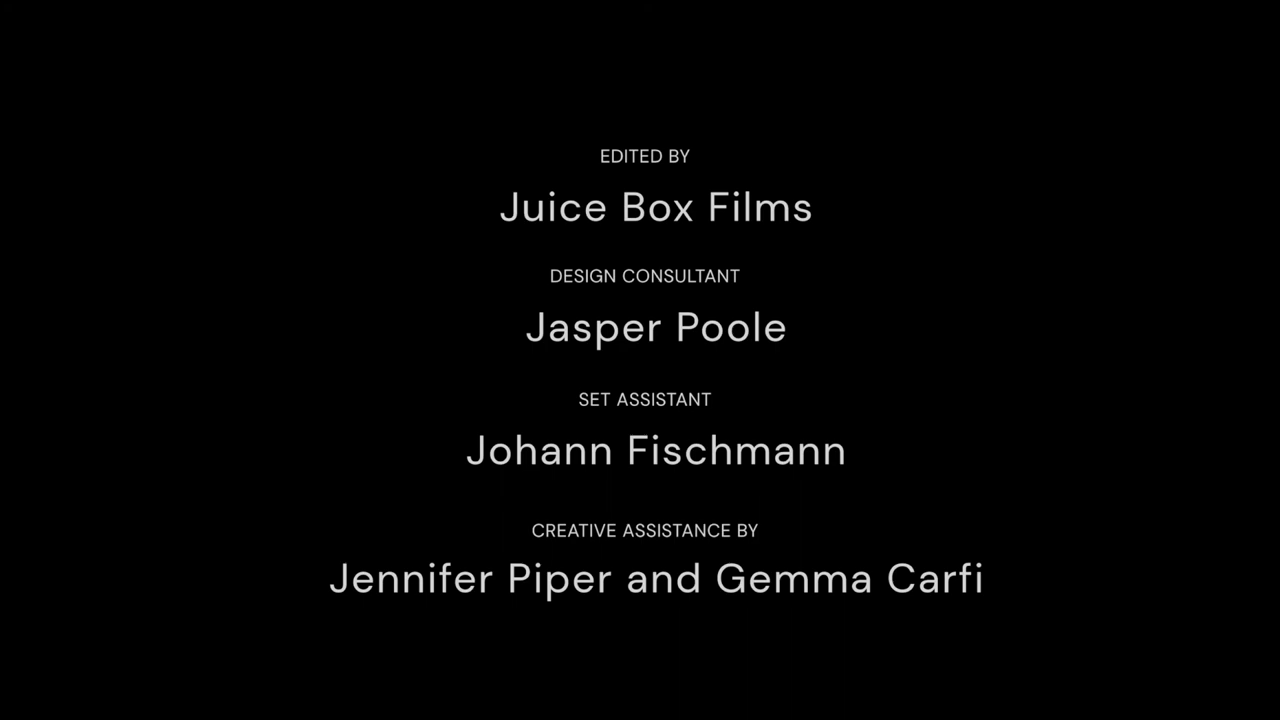 EDITED BY
Juice Box Films
DESIGN CONSULTANT
Jasper Poole
SET ASSISTANT
Johann Fischmann
CREATIVE ASSISTANCE BY
Jennifer Piper and Gemma Carfi